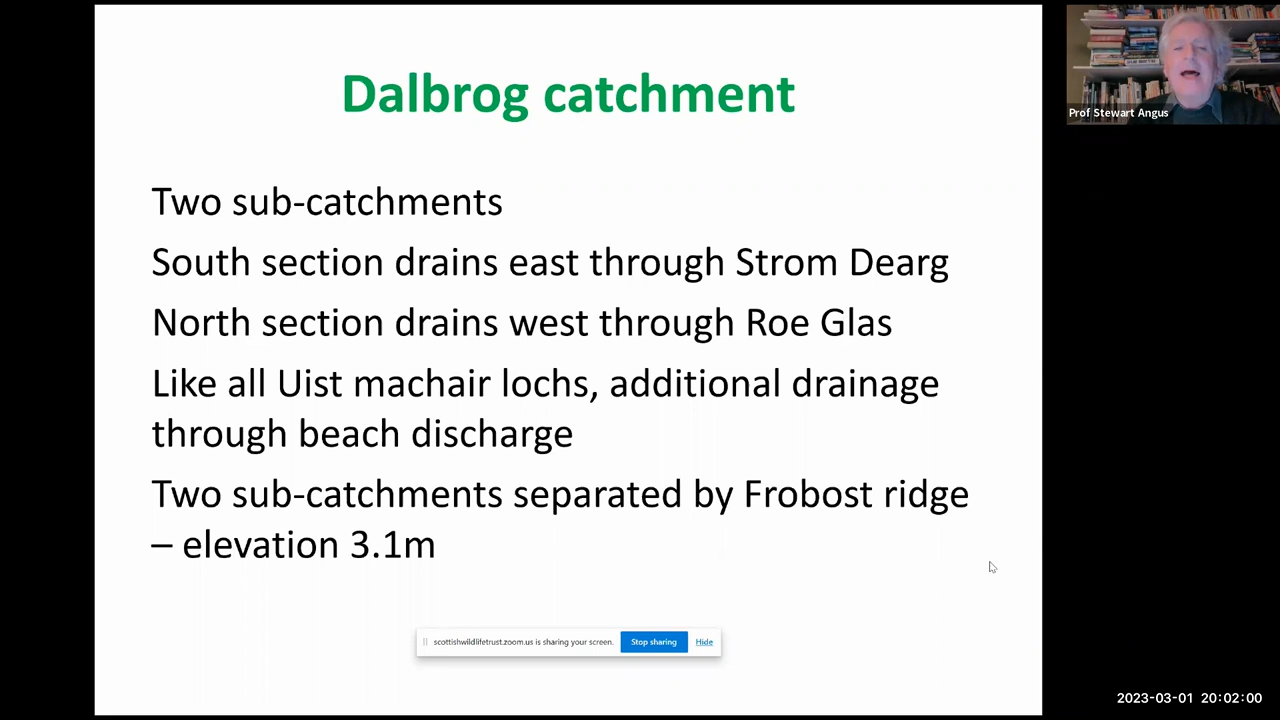 Dalbrog catchment
Prof Stewart Angus
Two sub-catchments
South section drains east through Strom Dearg
North section drains west through Roe Glas
Like all Uist machair lochs, additional drainage
through beach discharge
Two sub-catchments separated by Frobost ridge
– elevation 3.1m
scottishwildlifetrust.zoom.us is sharing your screen. Stop sharing Hide
2023-03-01 20:02:00